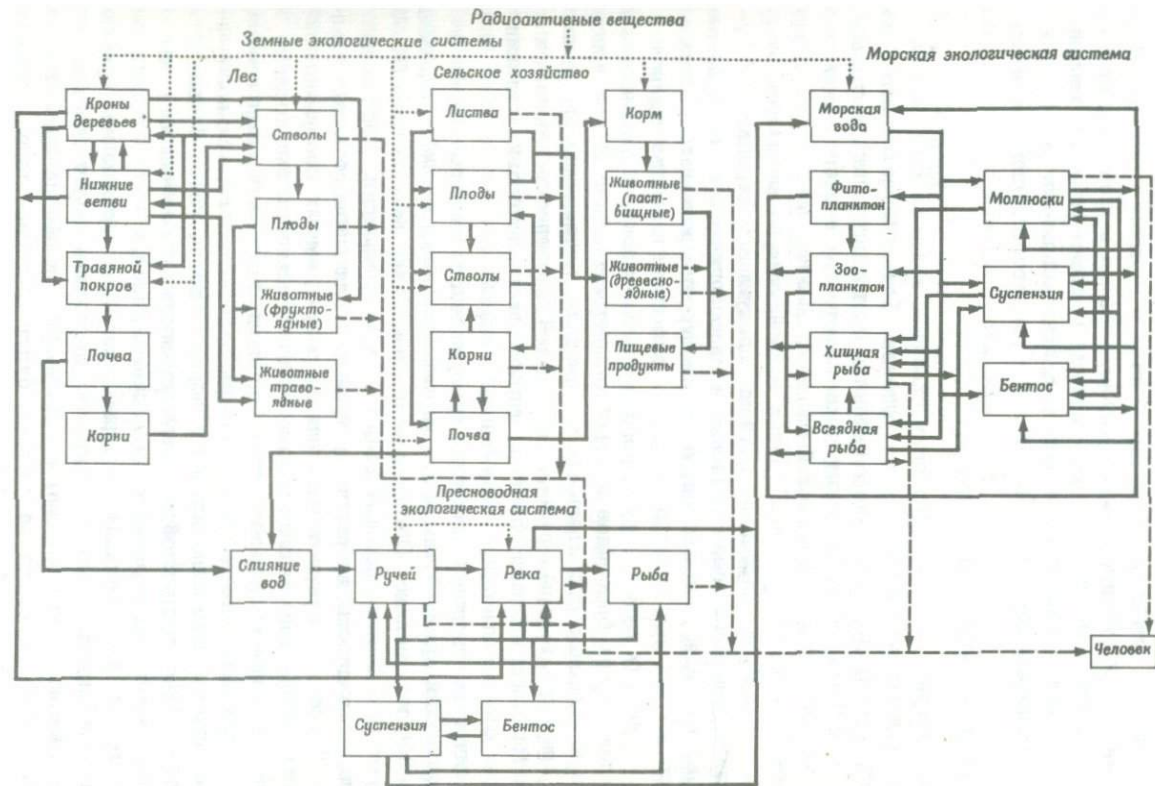 Радиоактивные вещества
Земные экологические системы
Морская экологическая система
Лес
Сельское хозяйство
Кроны
деревьев
Нижние
ветви
Травяной
покров
Почва
Корни
Стволы
Плоды
Животные
(фрукто-
ядные)
Животные
траво-
ядные
Листва
Плоды
Стволы
Корни
Почва
Корм
Животные
(паст-
бищные)
Животные
(древесно-
ядные)
Пищевые
продукты
Морская
вода
Фито-
планктон
Зоо-
планктон
Хищная
рыба
Всеядная
рыба
Моллюски
Суспензия
Бентос
Пресноводная
экологическая система
Слияние
вод
Ручей
Река
Рыба
Суспензия
Бентос
Человек